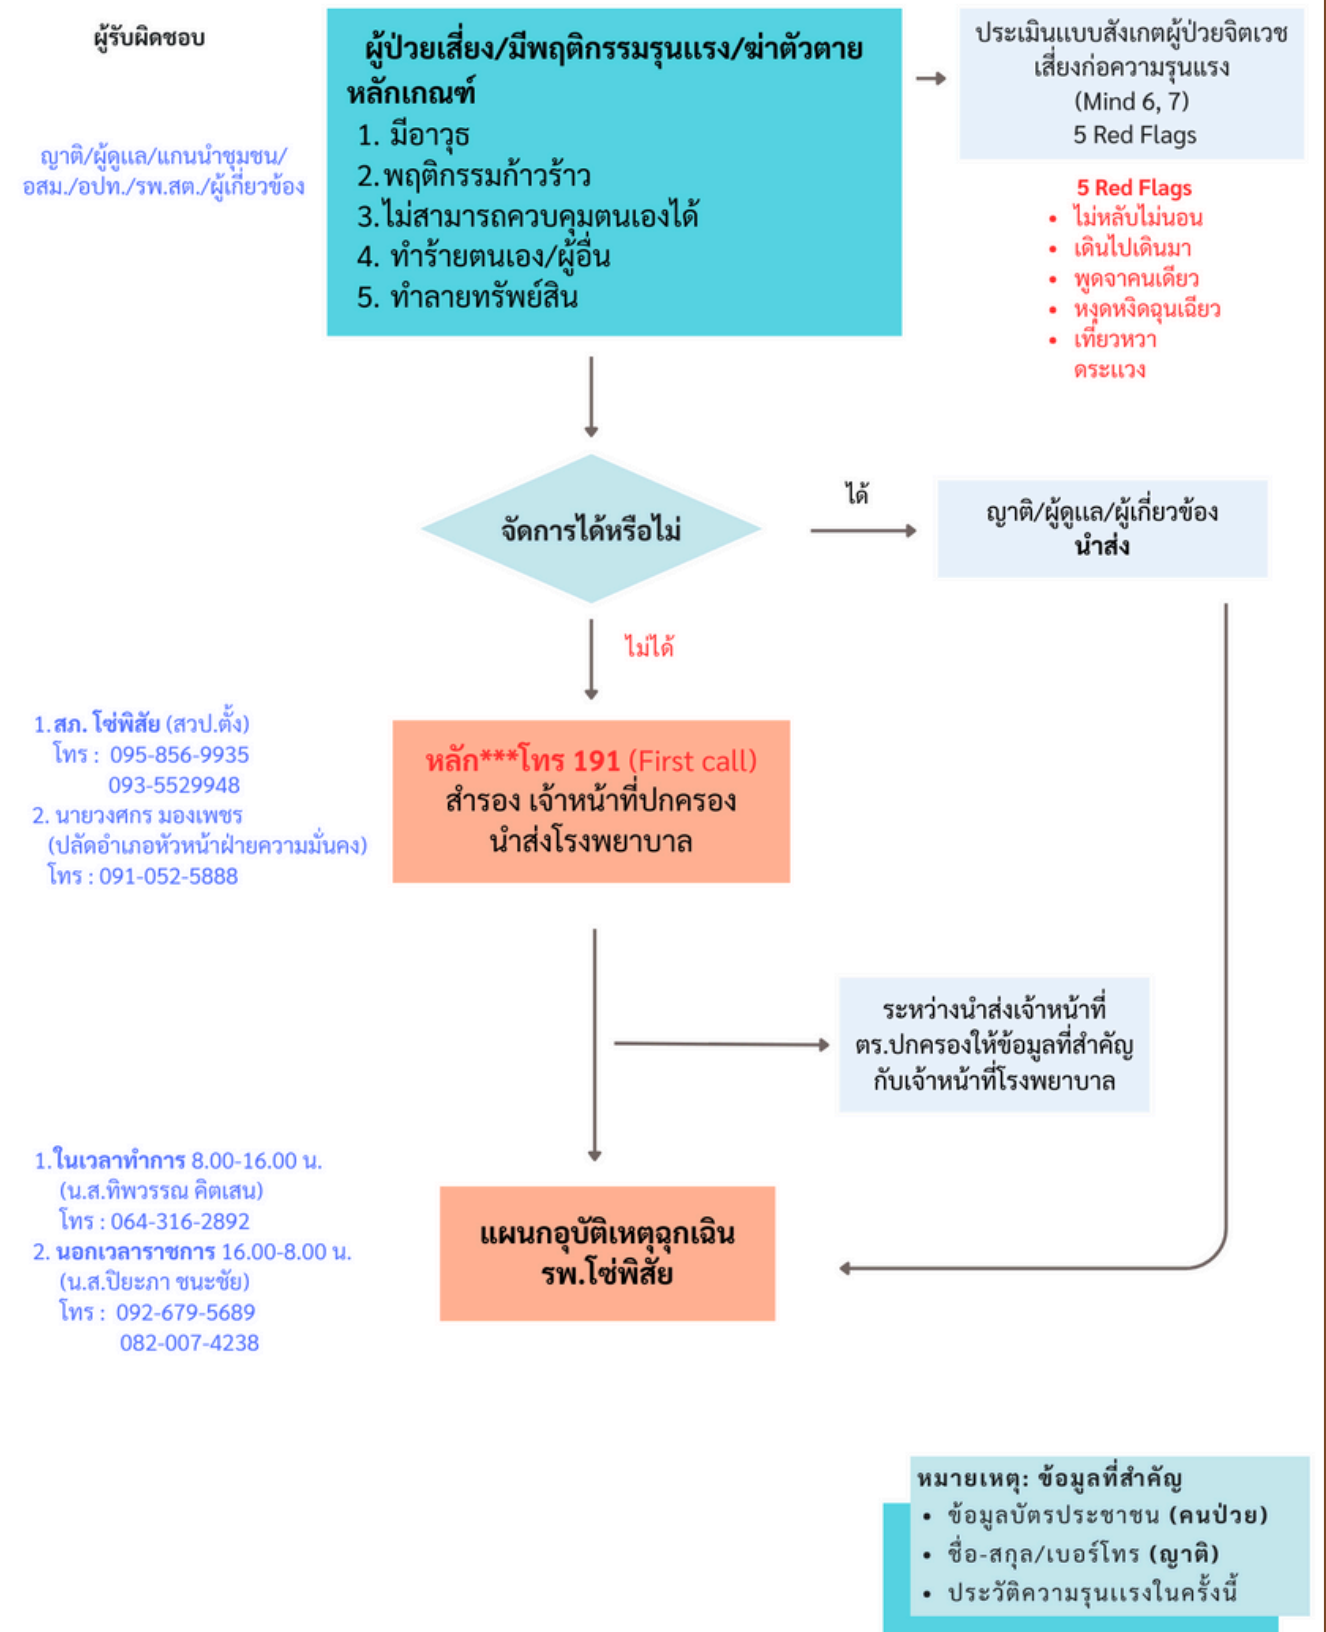 ผู้รับผิดชอบ
ญาติ/ผู้ดูแล/แกนนำชุมชน/
อสม./อปท./รพ.สต./ผู้เกี่ยวข้อง
ผู้ป่วยเสี่ยง/มีพฤติกรรมรุนแรง/ฆ่าตัวตาย
หลักเกณฑ์
1. มีอาวุธ
2. พฤติกรรมก้าวร้าว
3. ไม่สามารถควบคุมตนเองได้
4. ทำร้ายตนเอง/ผู้อื่น
5. ทำลายทรัพย์สิน
ประเมินแบบสังเกตผู้ป่วยจิตเวช
เสี่ยงก่อความรุนแรง
(Mind 6, 7)
5 Red Flags
5 Red Flags
• ไม่หลับไม่นอน
• เดินไปเดินมา
• พูดจาคนเดียว
• หงุดหงิดฉุนเฉียว
• เที่ยวหวา
ดระแวง
จัดการได้หรือไม่
ได้
ญาติ/ผู้ดูแล/ผู้เกี่ยวข้อง
นำส่ง
ไม่ได้
1. สภ. โซ่พิสัย (สวป.ตั้ง)
โทร : 095-856-9935
093-5529948
2. นายวงศกร มองเพชร
(ปลัดอำเภอหัวหน้าฝ่ายความมั่นคง)
โทร : 091-052-5888
หลัก***โทร 191 (First call)
สำรอง เจ้าหน้าที่ปกครอง
นำส่งโรงพยาบาล
ระหว่างนำส่งเจ้าหน้าที่
ตร.ปกครองให้ข้อมูลที่สำคัญ
กับเจ้าหน้าที่โรงพยาบาล
1. ในเวลาทำการ 8.00-16.00 น.
(น.ส.ทิพวรรณ คิตเสน)
โทร : 064-316-2892
2. นอกเวลาราชการ 16.00-8.00 น.
(น.ส.ปิยะภา ชนะชัย)
โทร : 092-679-5689
082-007-4238
แผนกอุบัติเหตุฉุกเฉิน
รพ.โซ่พิสัย
หมายเหตุ: ข้อมูลที่สำคัญ
• ข้อมูลบัตรประชาชน (คนป่วย)
• ชื่อ-สกุล/เบอร์โทร (ญาติ)
• ประวัติความรุนแรงในครั้งนี้